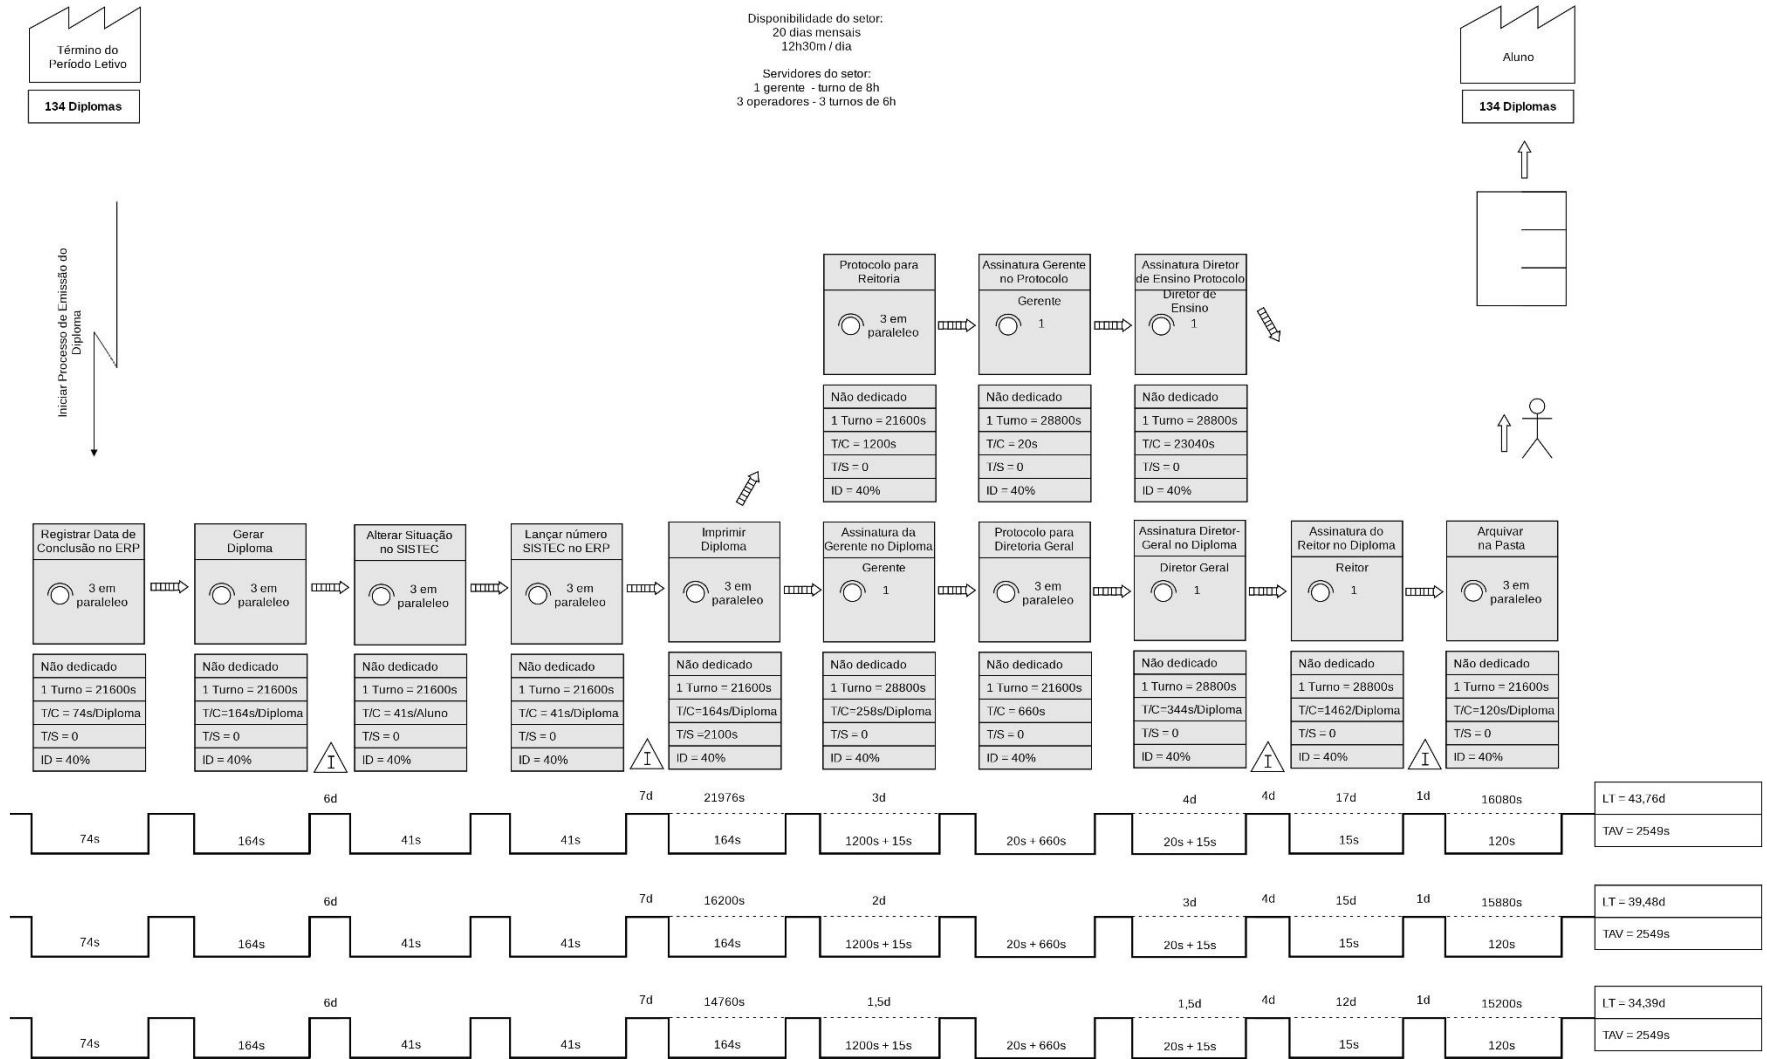 Término do
Período Letivo
134 Diplomas
Disponibilidade do setor:
20 dias mensais
12h30m / dia
Servidores do setor:
1 gerente - turno de 8h
3 operadores - 3 turnos de 6h
Aluno
134 Diplomas
Iniciar Processo de Emissão do
Diploma
Protocolo para
Reitoria
3 em
paraleleo
Não dedicado
1 Turno = 21600s
T/C = 1200s
T/S = 0
ID = 40%
Assinatura Gerente
no Protocolo
Gerente
1
Não dedicado
1 Turno = 28800s
T/C = 20s
T/S = 0
ID = 40%
Assinatura Diretor
de Ensino Protocolo
Diretor de
Ensino
1
Não dedicado
1 Turno = 28800s
T/C = 23040s
T/S = 0
ID = 40%
Registrar Data de
Conclusão no ERP
3 em
paraleleo
Não dedicado
1 Turno = 21600s
T/C = 74s/Diploma
T/S = 0
ID = 40%
Gerar
Diploma
3 em
paraleleo
Não dedicado
1 Turno = 21600s
T/C=164s/Diploma
T/S = 0
ID = 40%
I
Alterar Situação
no SISTEC
3 em
paraleleo
Não dedicado
1 Turno = 21600s
T/C = 41s/Aluno
T/S = 0
ID = 40%
Lançar número
SISTEC no ERP
3 em
paraleleo
Não dedicado
1 Turno = 21600s
T/C = 41s/Diploma
T/S = 0
ID = 40%
I
Imprimir
Diploma
3 em
paraleleo
Não dedicado
1 Turno = 21600s
T/C=164s/Diploma
T/S =2100s
ID = 40%
Assinatura da
Gerente no Diploma
Gerente
1
Não dedicado
1 Turno = 28800s
T/C=258s/Diploma
T/S = 0
ID = 40%
Protocolo para
Diretoria Geral
3 em
paraleleo
Não dedicado
1 Turno = 21600s
T/C = 660s
T/S = 0
ID = 40%
Assinatura Diretor-
Geral no Diploma
Diretor Geral
1
Não dedicado
1 Turno = 28800s
T/C=344s/Diploma
T/S = 0
ID = 40%
I
Assinatura do
Reitor no Diploma
Reitor
1
Não dedicado
1 Turno = 28800s
T/C=1462/Diploma
T/S = 0
ID = 40%
I
Arquivar
na Pasta
3 em
paraleleo
Não dedicado
1 Turno = 21600s
T/C=120s/Diploma
T/S = 0
ID = 40%
6d 7d 21976s 3d 4d 4d 17d 1d 16080s
74s 164s 41s 41s 164s 1200s + 15s 20s + 660s 20s + 15s 15s 120s
LT = 43,76d
TAV = 2549s
6d 7d 16200s 2d 3d 4d 15d 1d 15880s
74s 164s 41s 41s 164s 1200s + 15s 20s + 660s 20s + 15s 15s 120s
LT = 39,48d
TAV = 2549s
6d 7d 14760s 1,5d 1,5d 4d 12d 1d 15200s
74s 164s 41s 41s 164s 1200s + 15s 20s + 660s 20s + 15s 15s 120s
LT = 34,39d
TAV = 2549s